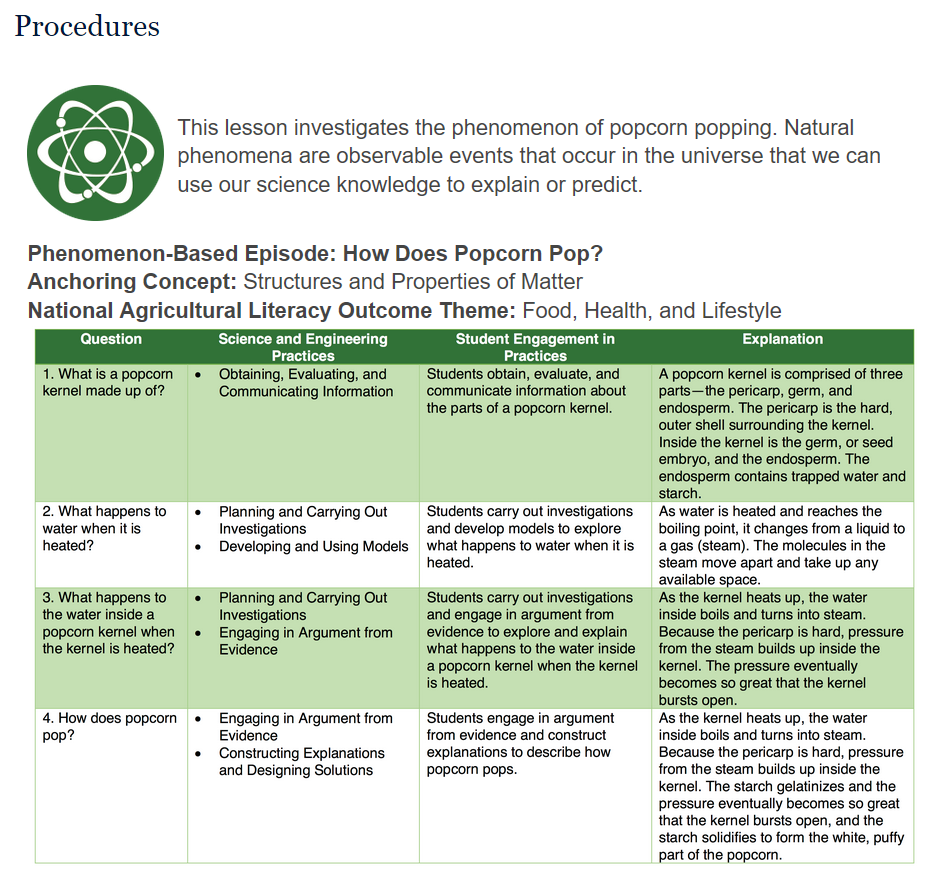 Procedures
This lesson investigates the phenomenon of popcorn popping. Natural
phenomena are observable events that occur in the universe that we can
use our science knowledge to explain or predict.
Phenomenon-Based Episode: How Does Popcorn Pop?
Anchoring Concept: Structures and Properties of Matter
National Agricultural Literacy Outcome Theme: Food, Health, and Lifestyle
Question
Science and Engineering
Practices
Student Engagement in
Practices
Explanation
1. What is a popcorn
kernel made up of?
• Obtaining, Evaluating, and
Communicating Information
Students obtain, evaluate, and
communicate information about
the parts of a popcorn kernel.
A popcorn kernel is comprised of three
parts—the pericarp, germ, and
endosperm. The pericarp is the hard,
outer shell surrounding the kernel.
Inside the kernel is the germ, or seed
embryo, and the endosperm. The
endosperm contains trapped water and
starch.
2. What happens to
water when it is
heated?
• Planning and Carrying Out
Investigations
• Developing and Using Models
Students carry out investigations
and develop models to explore
what happens to water when it is
heated.
As water is heated and reaches the
boiling point, it changes from a liquid to
a gas (steam). The molecules in the
steam move apart and take up any
available space.
3. What happens to
the water inside a
popcorn kernel when
the kernel is heated?
• Planning and Carrying Out
Investigations
• Engaging in Argument from
Evidence
Students carry out investigations
and engage in argument from
evidence to explore and explain
what happens to the water inside
a popcorn kernel when the kernel
is heated.
As the kernel heats up, the water
inside boils and turns into steam.
Because the pericarp is hard, pressure
from the steam builds up inside the
kernel. The pressure eventually
becomes so great that the kernel
bursts open.
4. How does popcorn
pop?
• Engaging in Argument from
Evidence
• Constructing Explanations
and Designing Solutions
Students engage in argument
from evidence and construct
explanations to describe how
popcorn pops.
As the kernel heats up, the water
inside boils and turns into steam.
Because the pericarp is hard, pressure
from the steam builds up inside the
kernel. The starch gelatinizes and the
pressure eventually becomes so great
that the kernel bursts open, and the
starch solidifies to form the white, puffy
part of the popcorn.